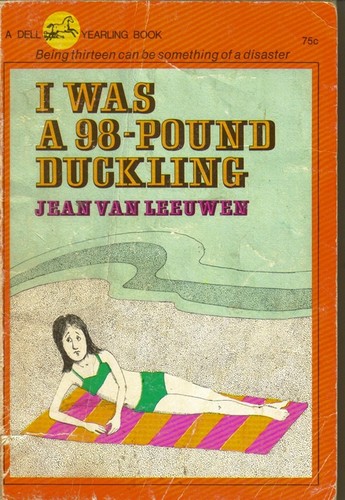 A DELL YEARLING BOOK
75c
Being thirteen can be something of a disaster
I WAS
A 98-POUND
DUCKLING
JEAN VAN LEEUWEN